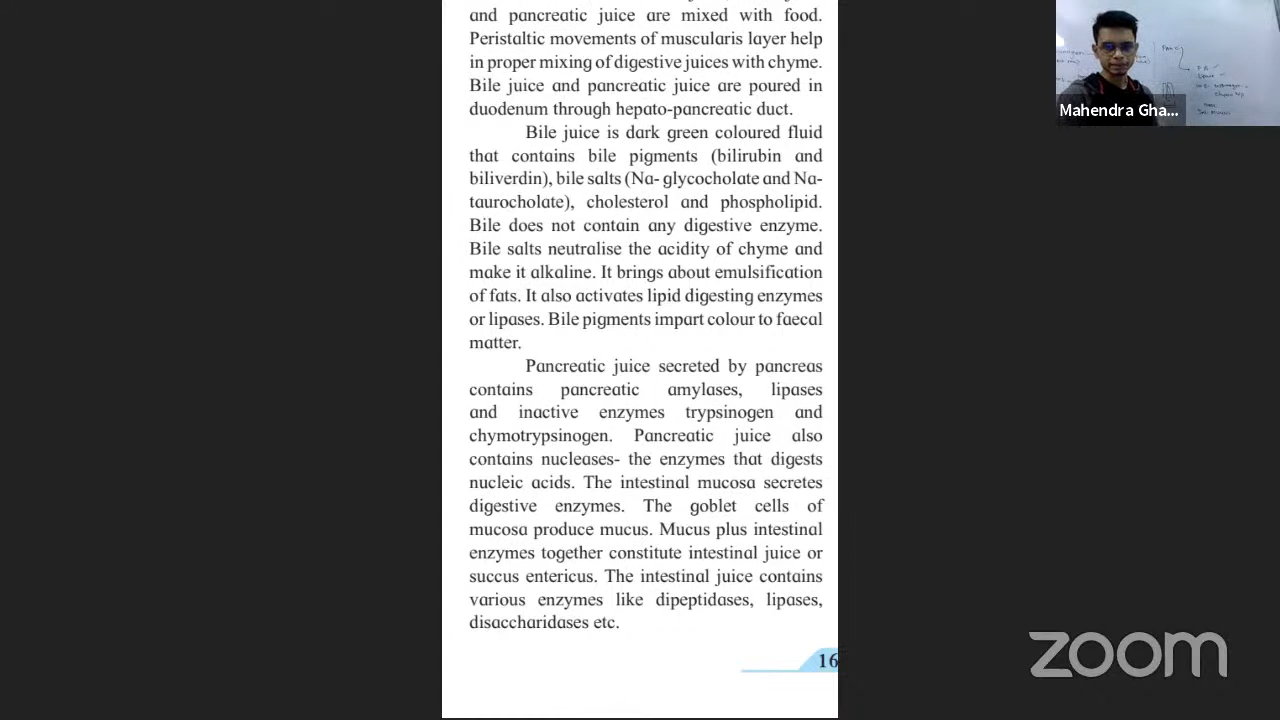 and pancreatic juice are mixed with food.
Peristaltic movements of muscularis layer help
in proper mixing of digestive juices with chyme.
Bile juice and pancreatic juice are poured in
duodenum through hepato-pancreatic duct.
Bile juice is dark green coloured fluid
that contains bile pigments (bilirubin and
biliverdin), bile salts (Na- glycocholate and Na-
taurocholate), cholesterol and phospholipid.
Bile does not contain any digestive enzyme.
Bile salts neutralise the acidity of chyme and
make it alkaline. It brings about emulsification
of fats. It also activates lipid digesting enzymes
or lipases. Bile pigments impart colour to faecal
matter.
Pancreatic juice secreted by pancreas
contains pancreatic amylases, lipases
and inactive enzymes trypsinogen and
chymotrypsinogen. Pancreatic juice also
contains nucleases- the enzymes that digests
nucleic acids. The intestinal mucosa secretes
digestive enzymes. The goblet cells of
mucosa produce mucus. Mucus plus intestinal
enzymes together constitute intestinal juice or
succus entericus. The intestinal juice contains
various enzymes like dipeptidases, lipases,
disaccharidases etc.
16
Mahendra Gha...
zoom